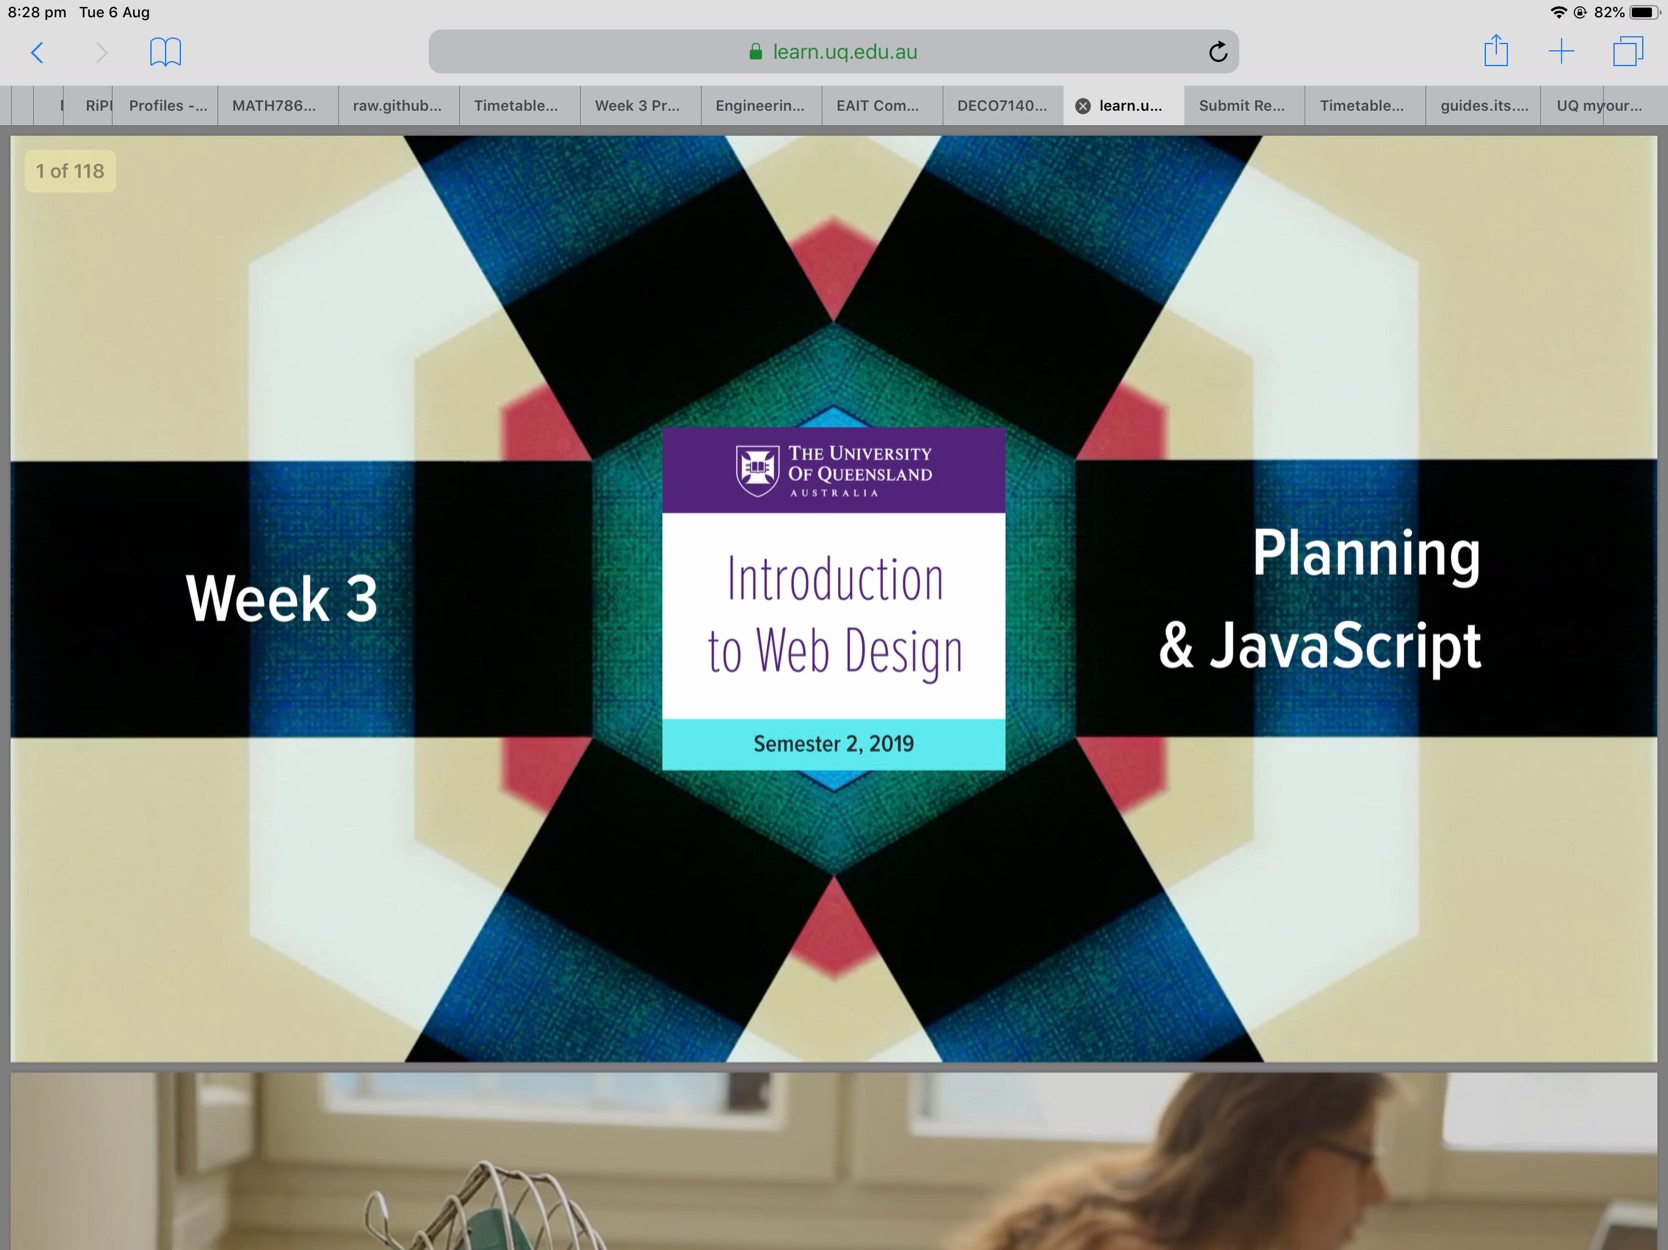 8:28 pm Tue 6 Aug
82%
learn.uq.edu.au
RiPl
Profiles -...
MATH786...
raw.github...
Timetable...
Week 3 Pr...
Engineerin...
EAIT Com...
DECO7140...
learn.u...
Submit Re...
Timetable...
guides.its....
UQ my
our...
1 of 118
THE UNIVERSITY
OF QUEENSLAND
AUSTRALIA
Week 3
Introduction
to Web Design
Planning
& JavaScript
Semester 2, 2019